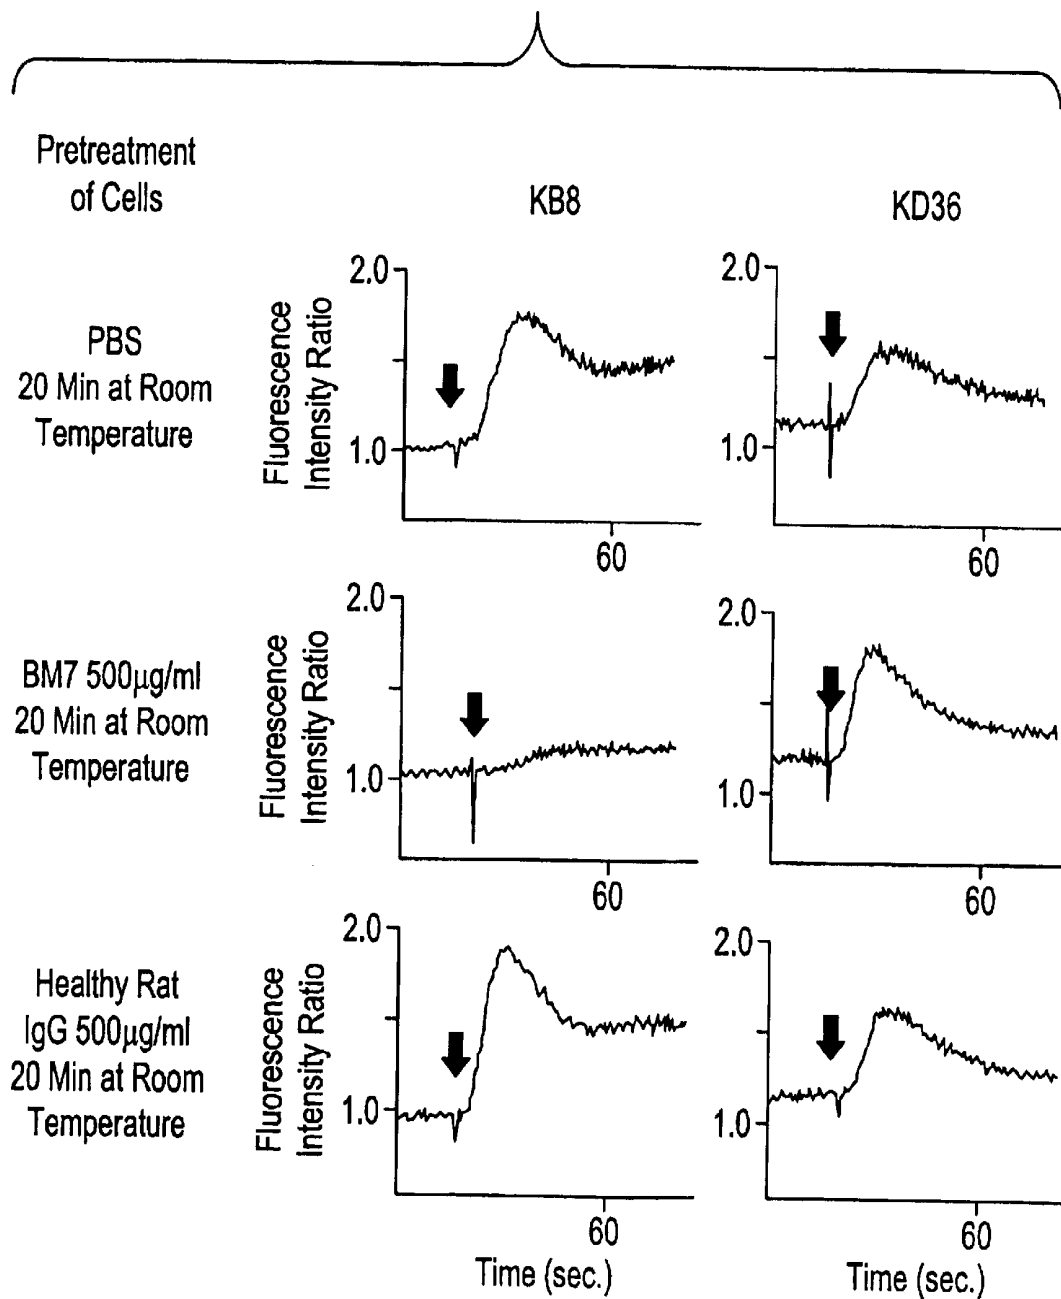 Pretreatment
of Cells
KB8
KD36
PBS
20 Min at Room
Temperature
Fluorescence
Intensity Ratio
2.0
1.0
60
2.0
1.0
60
BM7 500µg/ml
20 Min at Room
Temperature
Fluorescence
Intensity Ratio
2.0
1.0
60
2.0
1.0
60
Healthy Rat
IgG 500µg/ml
20 Min at Room
Temperature
Fluorescence
Intensity Ratio
2.0
1.0
60
Time (sec.)
2.0
1.0
60
Time (sec.)